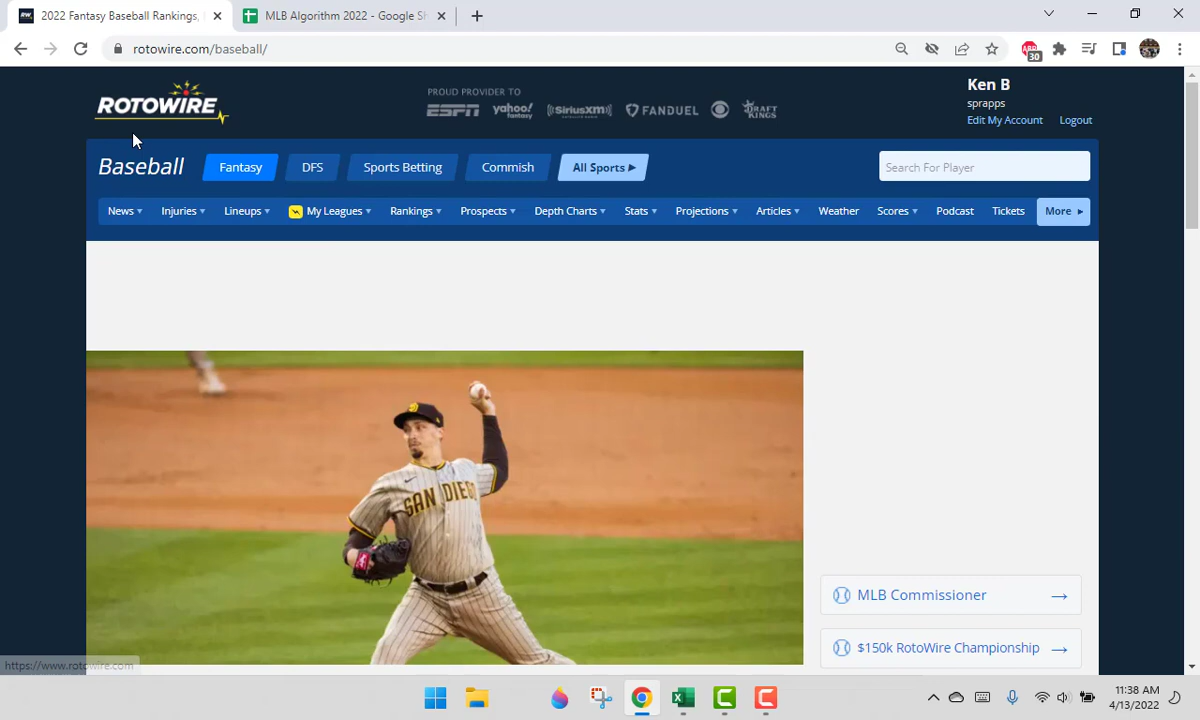 2022 Fantasy Baseball Rankings,
MLB Algorithm 2022 - Google Sh
rotowire.com/baseball/
30
ROTOWIRE
PROUD PROVIDER TO
ESPN yahoo! fantasy SiriusXM FANDUEL DRAFT KINGS
Ken B
sprapps
Edit My Account Logout
Baseball Fantasy DFS Sports Betting Commish All Sports ▸ Search For Player
News Injuries Lineups My Leagues Rankings Prospects Depth Charts Stats Projections Articles Weather Scores Podcast Tickets More ▸
SAN DIEGO
MLB Commissioner →
$150k RotoWire Championship →
https://www.rotowire.com
11:38 AM
4/13/2022